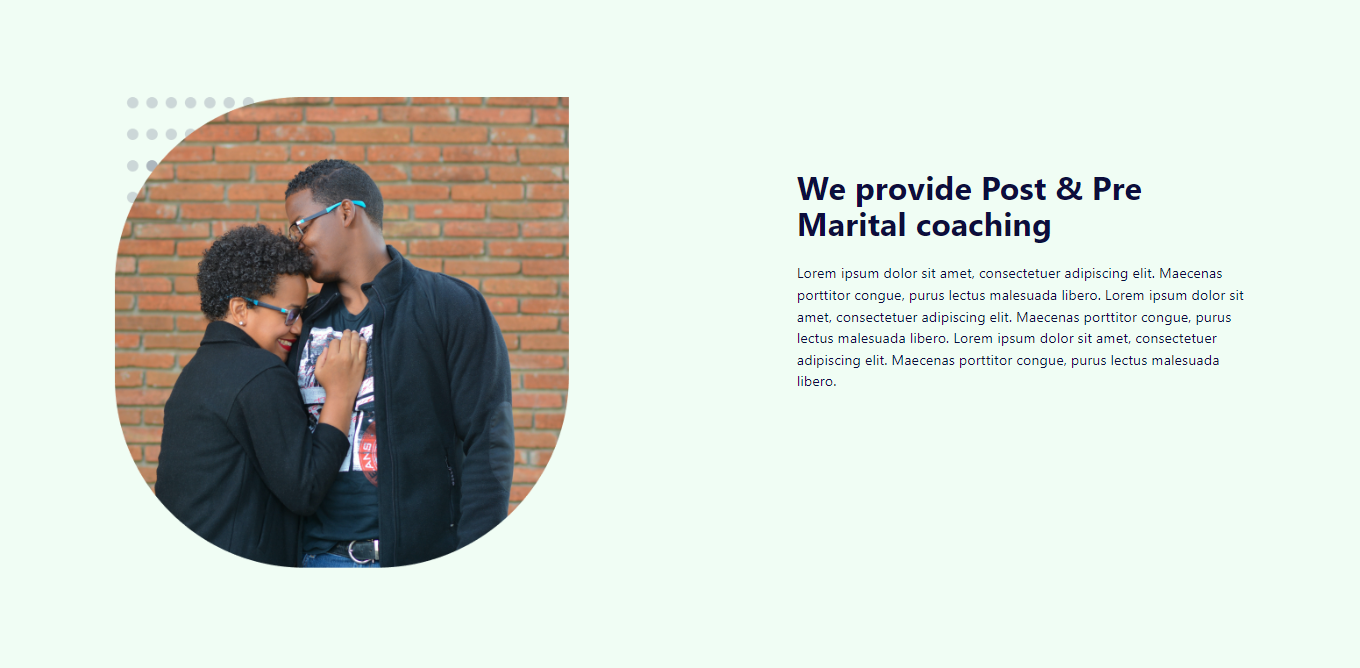 We provide Post & Pre
Marital coaching
Lorem ipsum dolor sit amet, consectetuer adipiscing elit. Maecenas
porttitor congue, purus lectus malesuada libero. Lorem ipsum dolor sit
amet, consectetuer adipiscing elit. Maecenas porttitor congue, purus
lectus malesuada libero. Lorem ipsum dolor sit amet, consectetuer
adipiscing elit. Maecenas porttitor congue, purus lectus malesuada
libero.